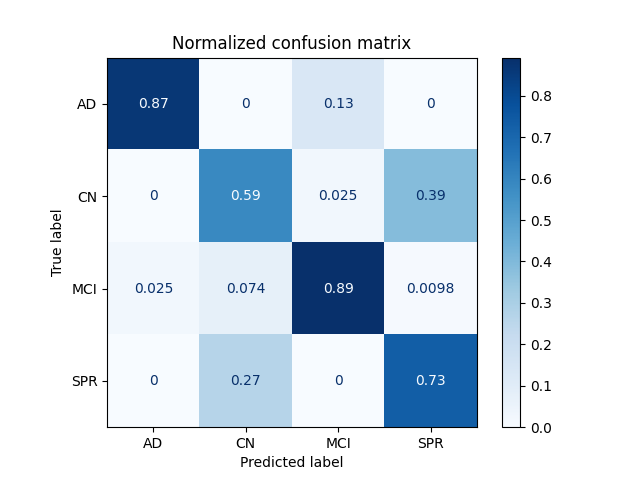 Normalized confusion matrix
AD 0.87 0 0.13 0
CN 0 0.59 0.025 0.39
MCI 0.025 0.074 0.89 0.0098
SPR 0 0.27 0 0.73
AD CN MCI SPR
Predicted label
True label
0.8
0.7
0.6
0.5
0.4
0.3
0.2
0.1
0.0